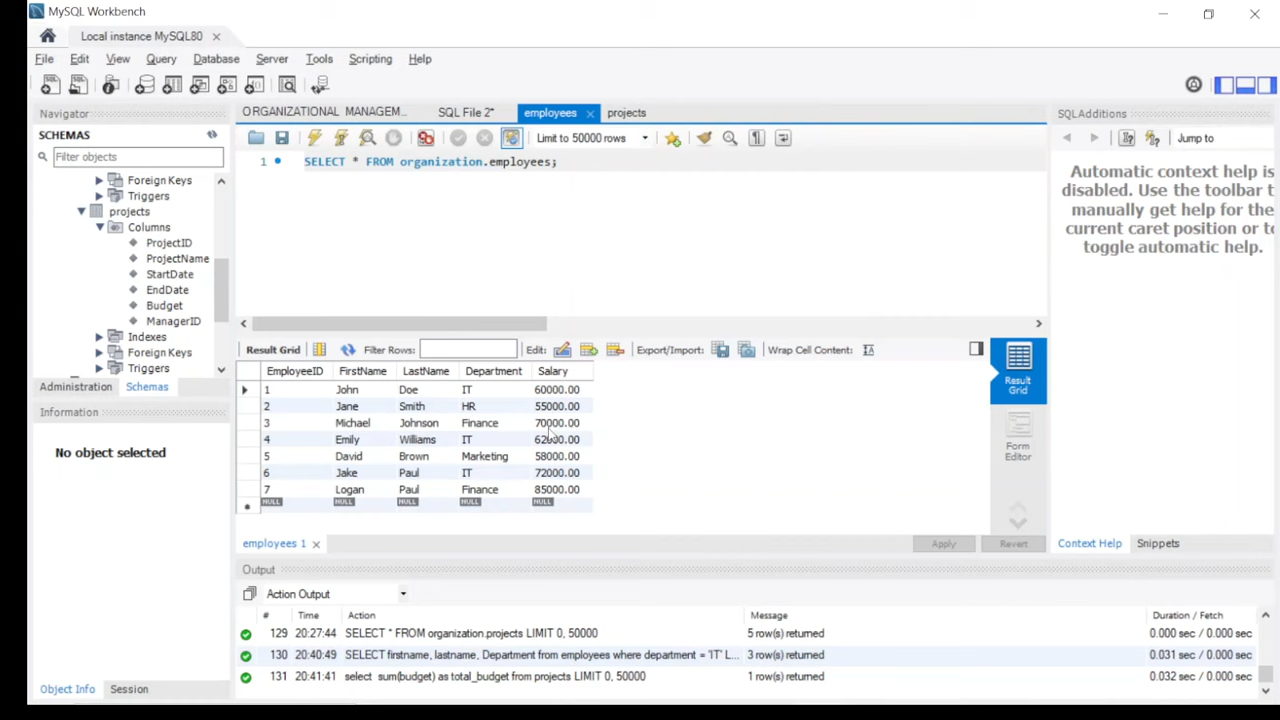 MySQL Workbench
Local instance MySQL80
File Edit View Query Database Server Tools Scripting Help
Navigator
SCHEMAS
Filter objects
Foreign Keys
Triggers
projects
Columns
ProjectID
ProjectName
StartDate
EndDate
Budget
ManagerID
Indexes
Foreign Keys
Triggers
Administration Schemas
Information
No object selected
Object Info Session
ORGANIZATIONAL MANAGEM... SQL File 2* employees projects
Limit to 50000 rows
1 SELECT * FROM organization.employees;
Result Grid Filter Rows: Edit: Export/Import: Wrap Cell Content:
EmployeeID FirstName LastName Department Salary
1 John Doe IT 60000.00
2 Jane Smith HR 55000.00
3 Michael Johnson Finance 70000.00
4 Emily Williams IT 62000.00
5 David Brown Marketing 58000.00
6 Jake Paul IT 72000.00
7 Logan Paul Finance 85000.00
NULL NULL NULL NULL NULL
Result
Grid
Form
Editor
employees 1 Apply Revert
SQLAdditions
Jump to
Automatic context help is
disabled. Use the toolbar t
manually get help for the
current caret position or to
toggle automatic help.
Context Help Snippets
Output
Action Output
# Time Action Message Duration / Fetch
129 20:27:44 SELECT * FROM organization.projects LIMIT 0, 50000 5 row(s) returned 0.000 sec / 0.000 sec
130 20:40:49 SELECT firstname, lastname, Department from employees where department = 'IT' L... 3 row(s) returned 0.031 sec / 0.000 sec
131 20:41:41 select sum(budget) as total_budget from projects LIMIT 0, 50000 1 row(s) returned 0.032 sec / 0.000 sec